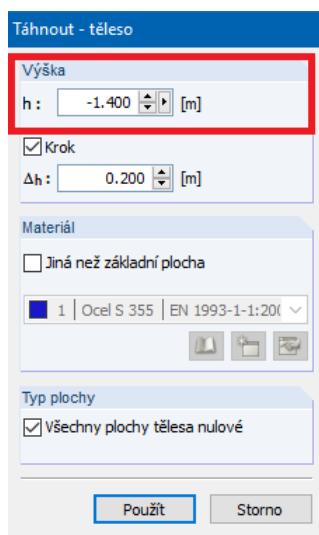 Táhnout - těleso
Výška
h : -1.400 [m]
Krok
Δh : 0.200 [m]
Materiál
Jiná než základní plocha
1 Ocel S 355 EN 1993-1-1:200
Typ plochy
Všechny plochy tělesa nulové
Použít Storno